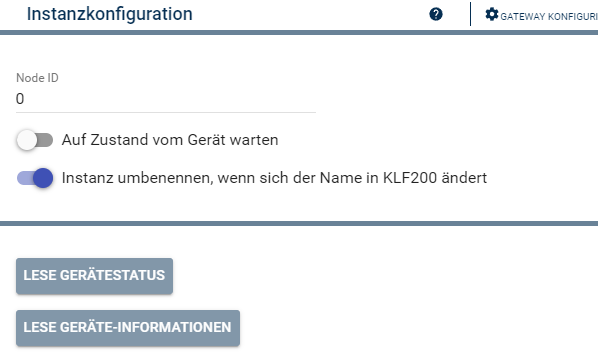 Instanzkonfiguration
GATEWAY KONFIGURI
Node ID
0
Auf Zustand vom Gerät warten
Instanz umbenennen, wenn sich der Name in KLF200 ändert
LESE GERÄTESTATUS
LESE GERÄTE-INFORMATIONEN